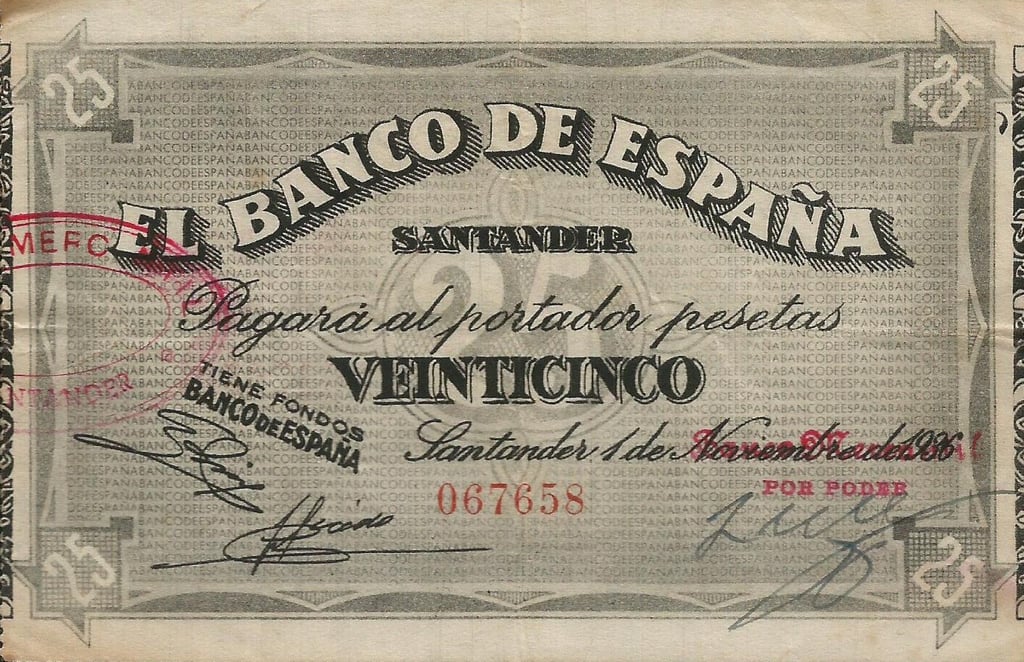 25 25
EL BANCO DE ESPAÑA
SANTANDER
25
Pagará al portador pesetas
VEINTICINCO
Santander 1 de Noviembre de 1936
TIENE FONDOS
BANCO DE ESPAÑA
067658
POR PODER
25 25